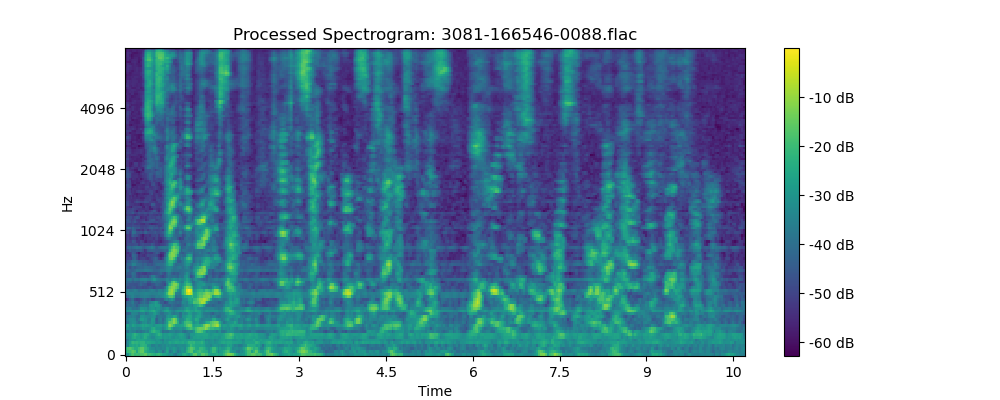 Processed Spectrogram: 3081-166546-0088.flac
Hz
4096
2048
1024
512
0
0 1.5 3 4.5 6 7.5 9 10
Time
-10 dB
-20 dB
-30 dB
-40 dB
-50 dB
-60 dB